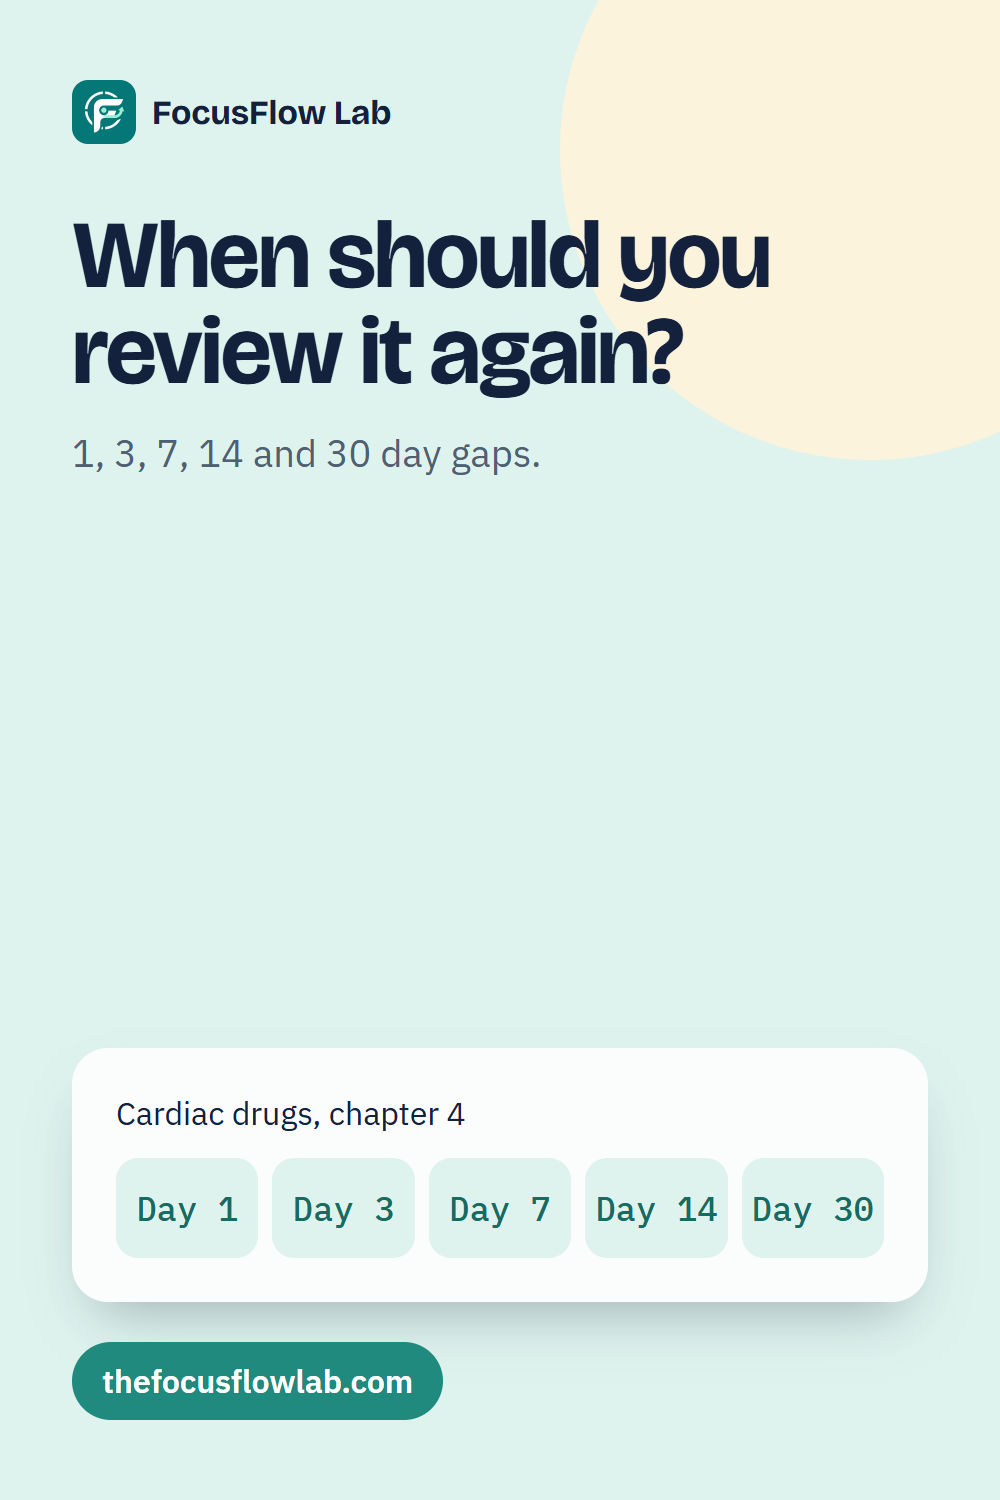 FocusFlow Lab
When should you
review it again?
1, 3, 7, 14 and 30 day gaps.
Cardiac drugs, chapter 4
Day 1 Day 3 Day 7 Day 14 Day 30
thefocusflowlab.com